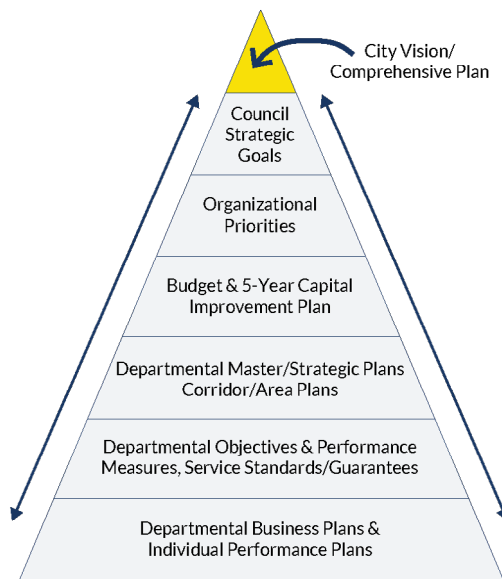 City Vision/
Comprehensive Plan
Council
Strategic
Goals
Organizational
Priorities
Budget & 5-Year Capital
Improvement Plan
Departmental Master/Strategic Plans
Corridor/Area Plans
Departmental Objectives & Performance
Measures, Service Standards/Guarantees
Departmental Business Plans &
Individual Performance Plans